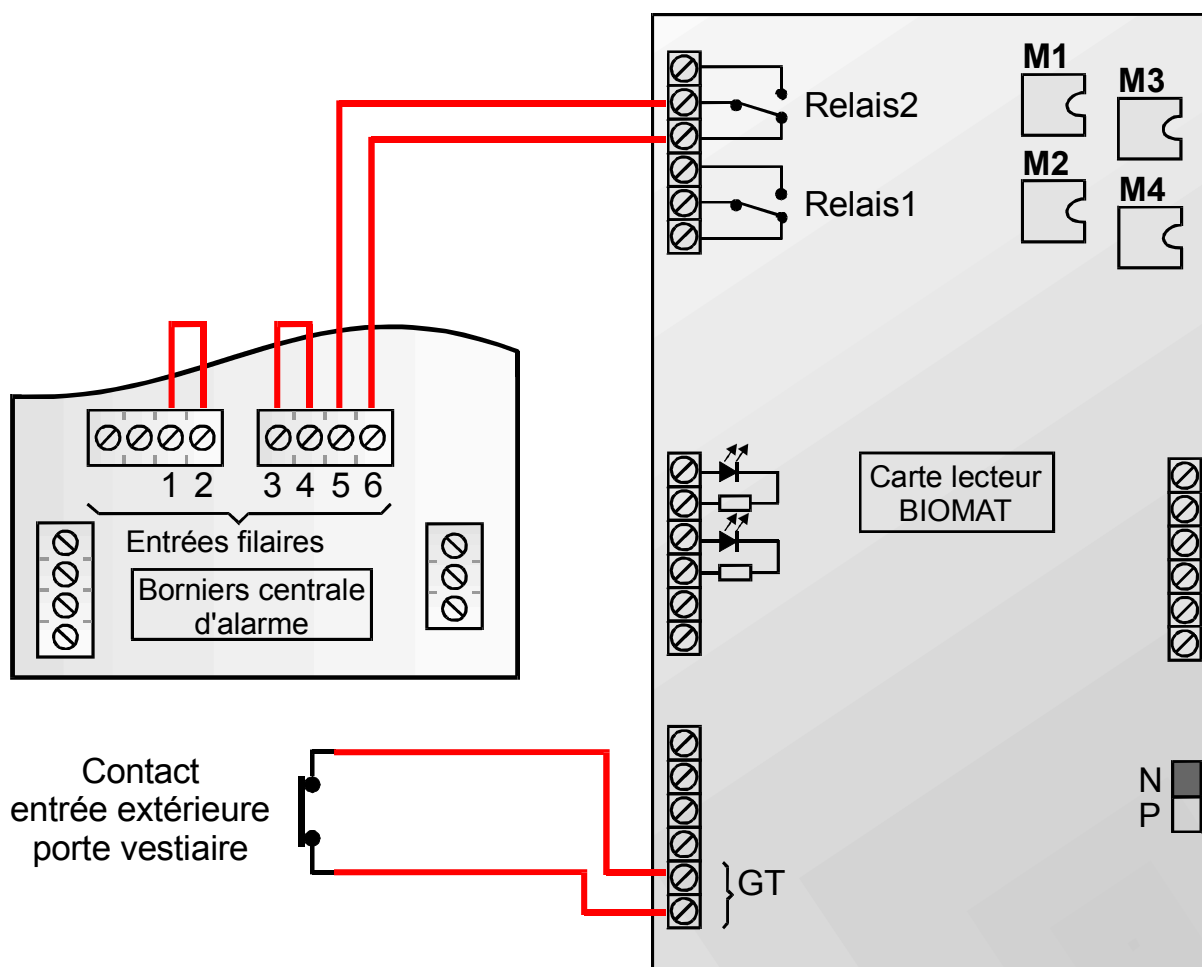 M1
M3
Relais2
M2
M4
Relais1
1 2 3 4 5 6
Entrées filaires
Borniers centrale
d'alarme
Carte lecteur
BIOMAT
Contact
entrée extérieure
porte vestiaire
N
P
GT